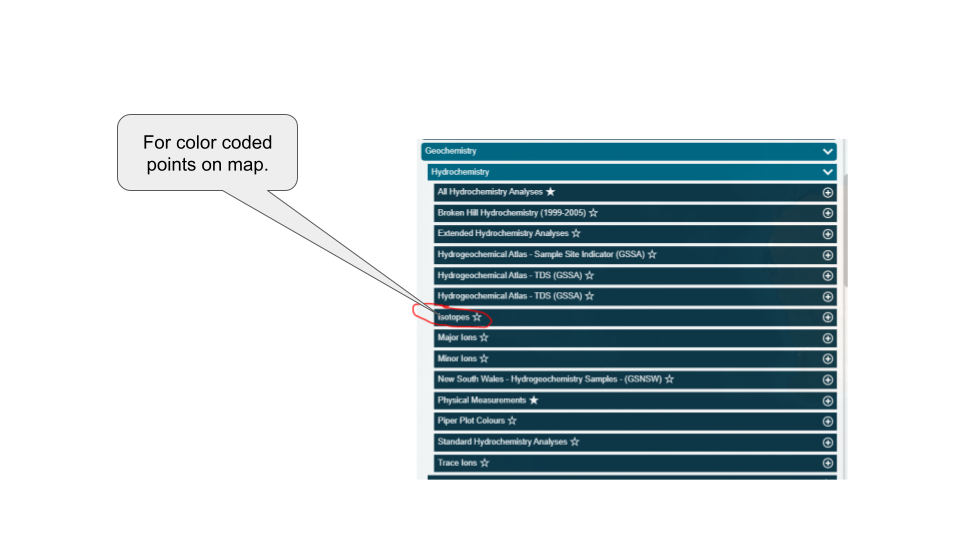 For color coded
points on map.
Geochemistry
Hydrochemistry
All Hydrochemistry Analyses ★
Broken Hill Hydrochemistry (1999-2005) ☆
Extended Hydrochemistry Analyses ☆
Hydrogeochemical Atlas - Sample Site Indicator (GSSA) ☆
Hydrogeochemical Atlas - TDS (GSSA) ☆
Hydrogeochemical Atlas - TDS (GSSA) ☆
Isotopes ☆
Major Ions ☆
Minor Ions ☆
New South Wales - Hydrogeochemistry Samples - (GSNSW) ☆
Physical Measurements ★
Piper Plot Colours ☆
Standard Hydrochemistry Analyses ☆
Trace Ions ☆